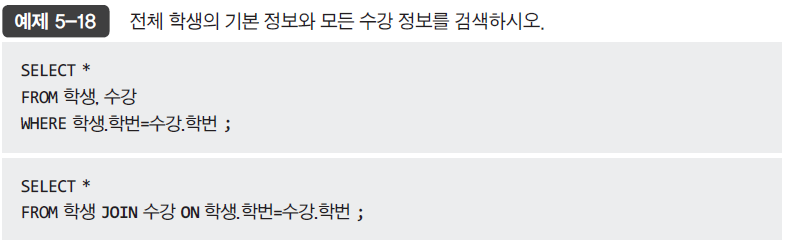 예제 5–18 전체 학생의 기본 정보와 모든 수강 정보를 검색하시오.
SELECT *
FROM 학생, 수강
WHERE 학생.학번=수강.학번 ;
SELECT *
FROM 학생 JOIN 수강 ON 학생.학번=수강.학번 ;